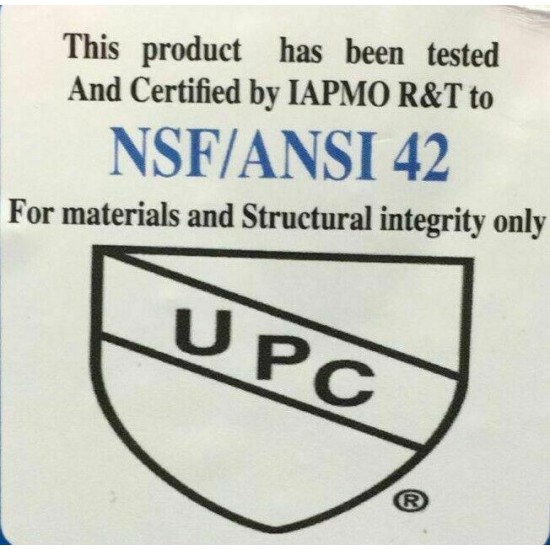 This product has been tested
And Certified by IAPMO R&T to
NSF/ANSI 42
For materials and Structural integrity only
UPC
®